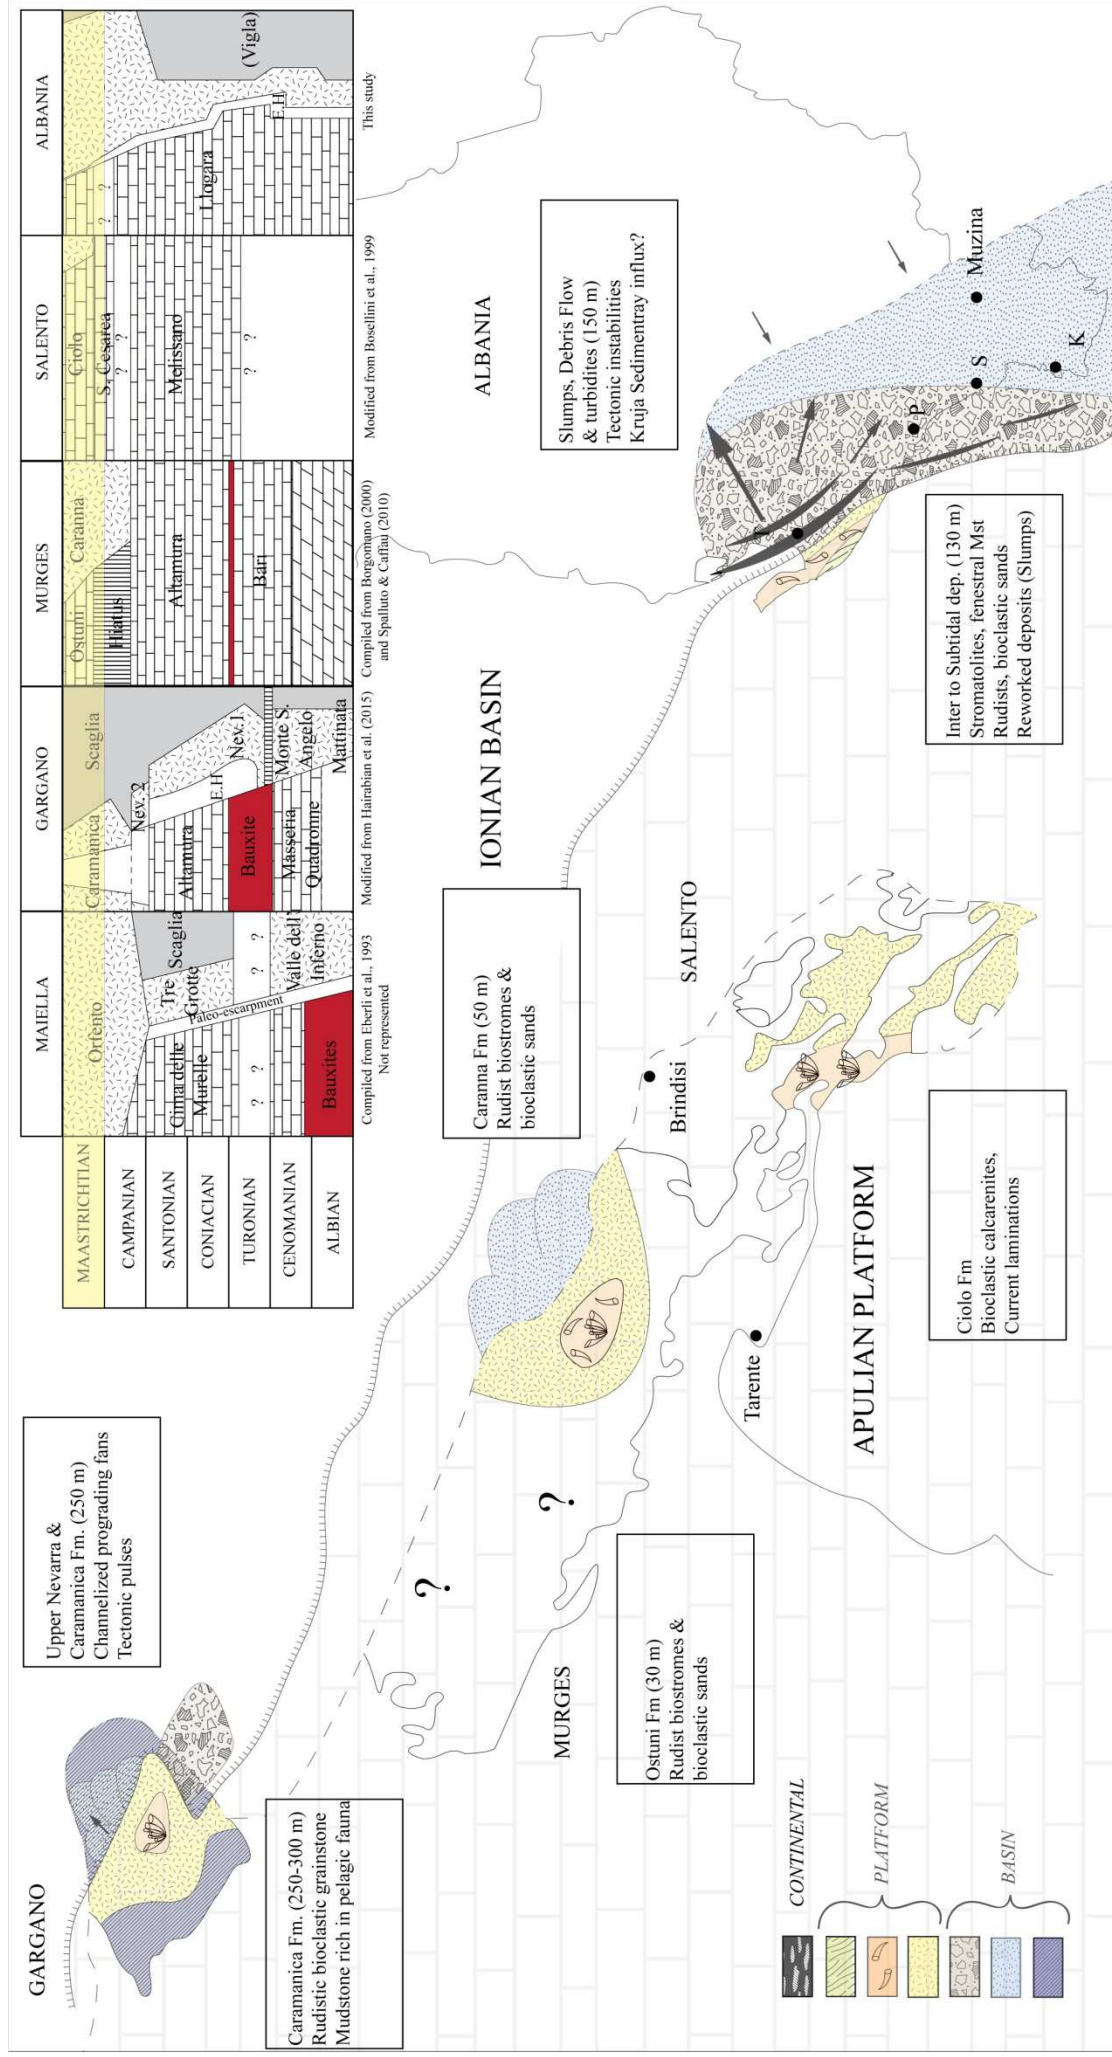 MAIELLA
GARGANO
MURGES
SALENTO
ALBANIA
MAASTRICHTIAN
CAMPANIAN
SANTONIAN
CONIACIAN
TURONIAN
CENOMANIAN
ALBIAN
Orfento
Cima delle
Murelle
Tre
Grotte
Scaglia
Paleo-escarpment
? ?
? ?
Valle dell'
Inferno
Bauxites
Compiled from Eberli et al., 1993
Not represented
Caramanica
Scaglia
Nev. 2
Altamura
E.H
Nev.1
Bauxite
Masseria
Quadronne
Monte S.
Angelo
Mattinata
Modified from Hairabian et al. (2015)
Ostuni
Caranna
Hiatus
Altamura
Bari
Compiled from Borgomano (2000)
and Spalluto & Caffau (2010)
Ciolo
S. Cesarea
? ?
Melissano
? ?
Modified from Bosellini et al., 1999
? ?
Llogara
E.H
(Vigla)
This study
Upper Nevarra &
Caramanica Fm. (250 m)
Channelized prograding fans
Tectonic pulses
GARGANO
Caramanica Fm. (250-300 m)
Rudistic bioclastic grainstone
Mudstone rich in pelagic fauna
IONIAN BASIN
ALBANIA
Slumps, Debris Flow
& turbidites (150 m)
Tectonic instabilities
Kruja Sedimentray influx?
Caranna Fm (50 m)
Rudist biostromes &
bioclastic sands
?
?
MURGES
Ostuni Fm (30 m)
Rudist biostromes &
bioclastic sands
Brindisi
SALENTO
Tarente
APULIAN PLATFORM
Ciolo Fm
Bioclastic calcarenites,
Current laminations
P
S
Muzina
K
Inter to Subtidal dep. (130 m)
Stromatolites, fenestral Mst
Rudists, bioclastic sands
Reworked deposits (Slumps)
CONTINENTAL
PLATFORM
BASIN